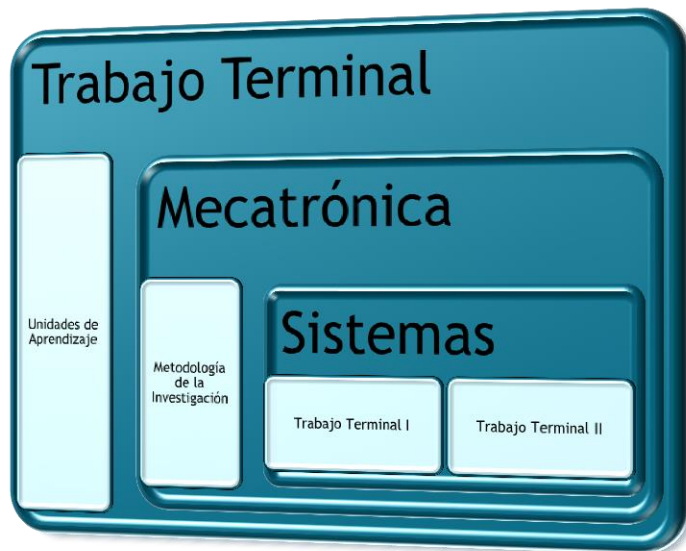 Trabajo Terminal
Mecatrónica
Sistemas
Unidades de
Aprendizaje
Metodología
de la
Investigación
Trabajo Terminal I
Trabajo Terminal II